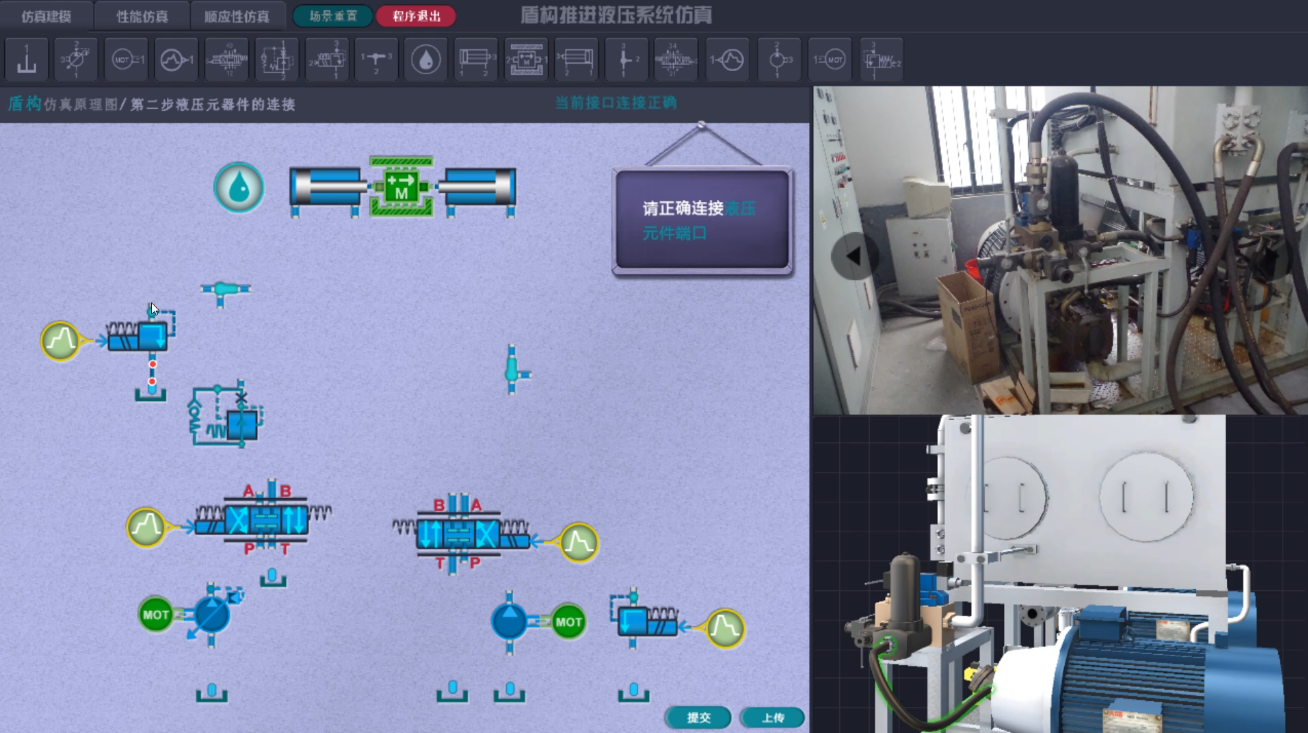 仿真建模
性能仿真
顺应性仿真
场景重置
程序退出
盾构推进液压系统仿真
盾构仿真原理图/第二步液压元器件的连接
当前接口连接正确
请正确连接液压
元件端口
M
A B
P T
B A
T P
MOT
MOT
提交
上传